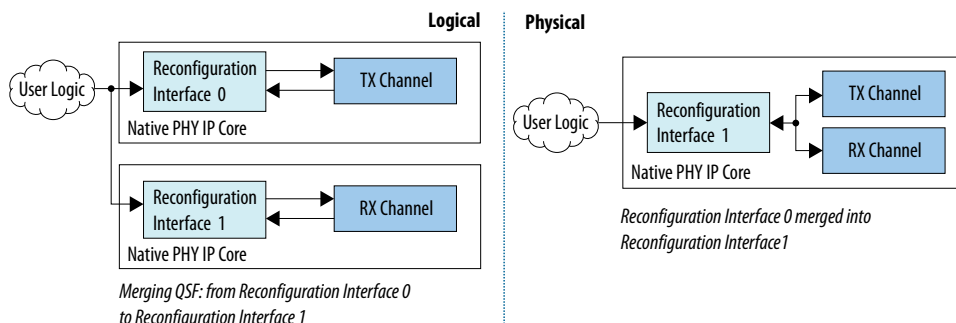 Logical
Physical
User Logic
Reconfiguration
Interface 0
TX Channel
Native PHY IP Core
Reconfiguration
Interface 1
RX Channel
Native PHY IP Core
Merging QSF: from Reconfiguration Interface 0
to Reconfiguration Interface 1
User Logic
Reconfiguration
Interface 1
TX Channel
RX Channel
Native PHY IP Core
Reconfiguration Interface 0 merged into
Reconfiguration Interface1